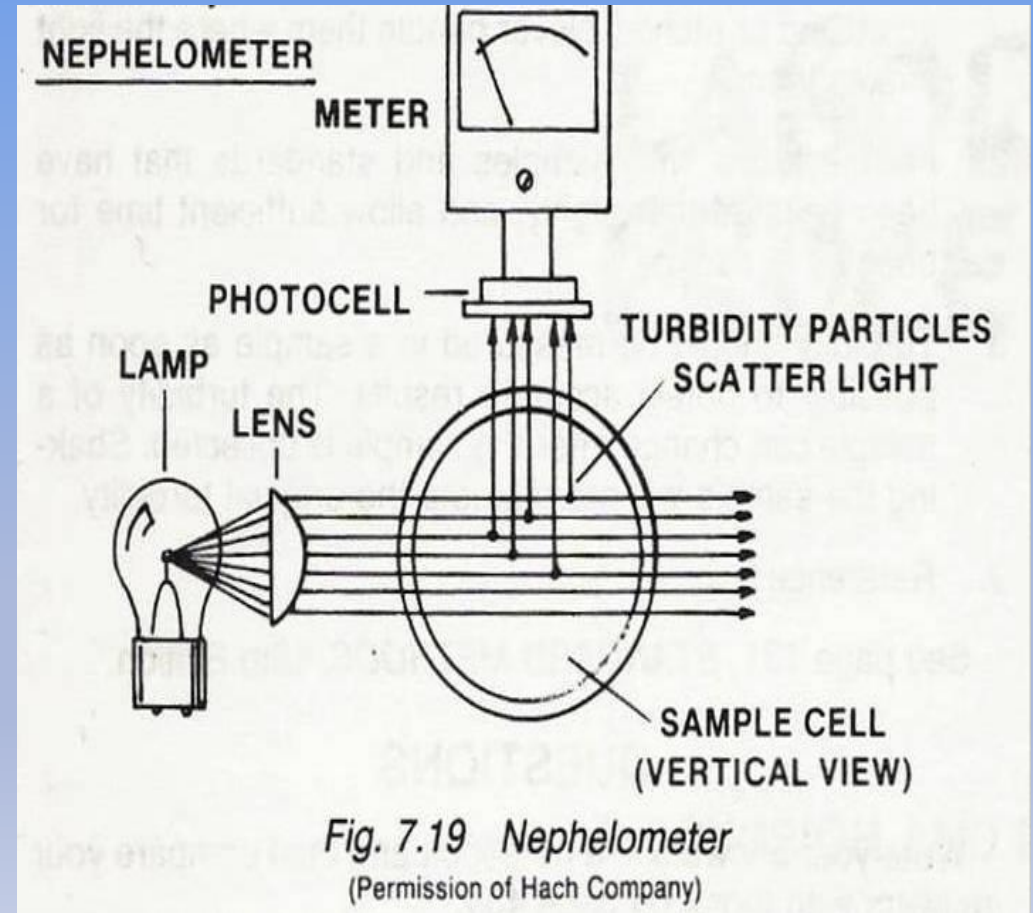 NEPHELOMETER
METER
PHOTOCELL
TURBIDITY PARTICLES
SCATTER LIGHT
LAMP
LENS
SAMPLE CELL
(VERTICAL VIEW)
Fig. 7.19 Nephelometer
(Permission of Hach Company)